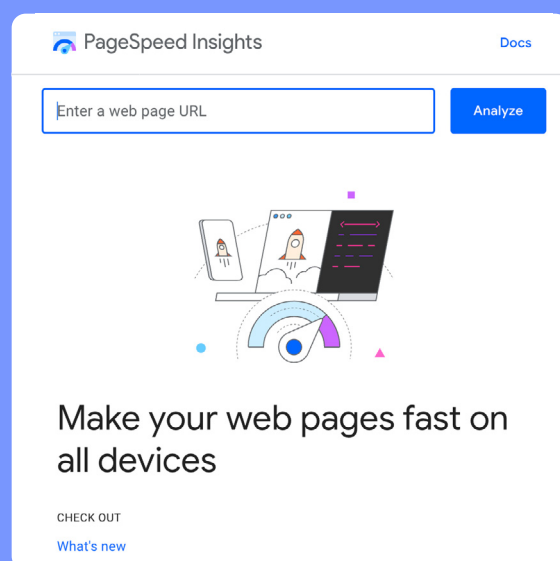 PageSpeed Insights
Docs
Enter a web page URL
Analyze
Make your web pages fast on
all devices
CHECK OUT
What's new